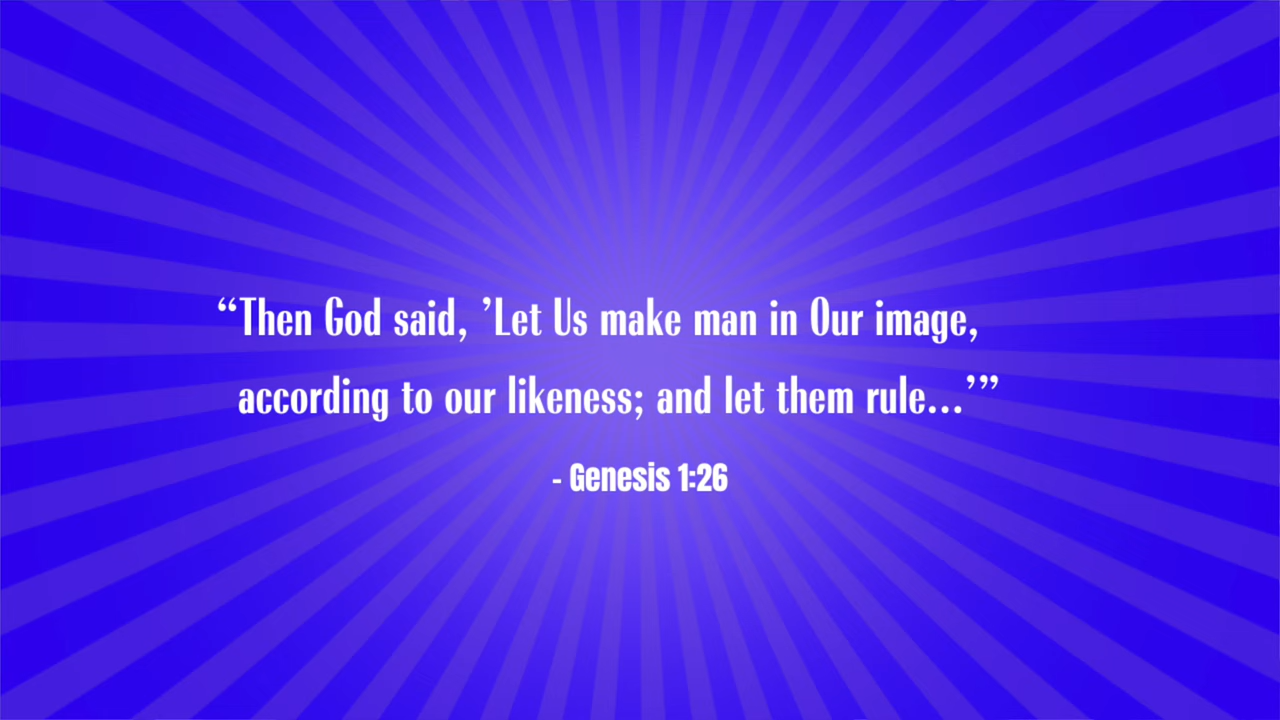 “Then God said, ’Let Us make man in Our image,
according to our likeness; and let them rule...’”
- Genesis 1:26